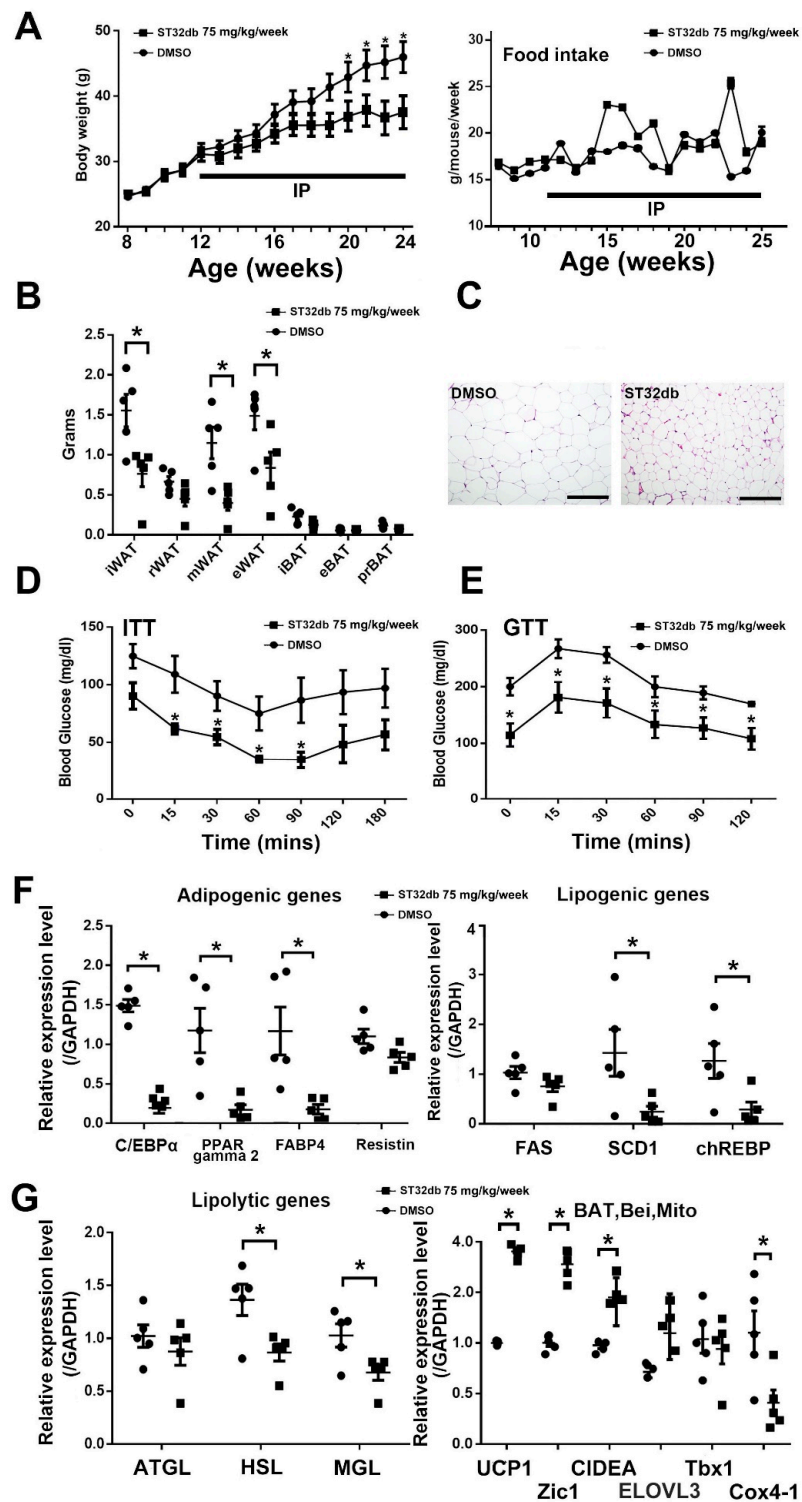 A
ST32db 75 mg/kg/week
DMSO
Body weight (g)
50
40
30
20
* * * *
IP
8 10 12 14 16 18 20 22 24
Age (weeks)
Food intake
ST32db 75 mg/kg/week
DMSO
g/mouse/week
30
25
20
15
10
IP
10 15 20 25
Age (weeks)
B
ST32db 75 mg/kg/week
DMSO
Grams
2.5
2.0
1.5
1.0
0.5
0.0
* * *
iWAT rWAT mWAT eWAT iBAT eBAT prBAT
C
DMSO
ST32db
D
ITT
ST32db 75 mg/kg/week
DMSO
Blood Glucose (mg/dl)
150
100
50
0
* * * *
0 15 30 60 90 120 180
Time (mins)
E
GTT
ST32db 75 mg/kg/week
DMSO
Blood Glucose (mg/dl)
300
200
100
0
* * * * * *
0 15 30 60 90 120
Time (mins)
F
Adipogenic genes
ST32db 75 mg/kg/week
DMSO
Relative expression level
(/GAPDH)
2.5
2.0
1.5
1.0
0.5
0.0
* * *
C/EBPα PPAR gamma 2 FABP4 Resistin
Lipogenic genes
Relative expression level
(/GAPDH)
4
3
2
1
0
* *
FAS SCD1 chREBP
G
Lipolytic genes
ST32db 75 mg/kg/week
DMSO
Relative expression level
(/GAPDH)
2.0
1.5
1.0
0.5
0.0
* *
ATGL HSL MGL
BAT,Bei,Mito
Relative expression level
(/GAPDH)
4.0
2.0
1.0
0.5
0.0
* * * *
UCP1 CIDEA Tbx1
Zic1 ELOVL3 Cox4-1